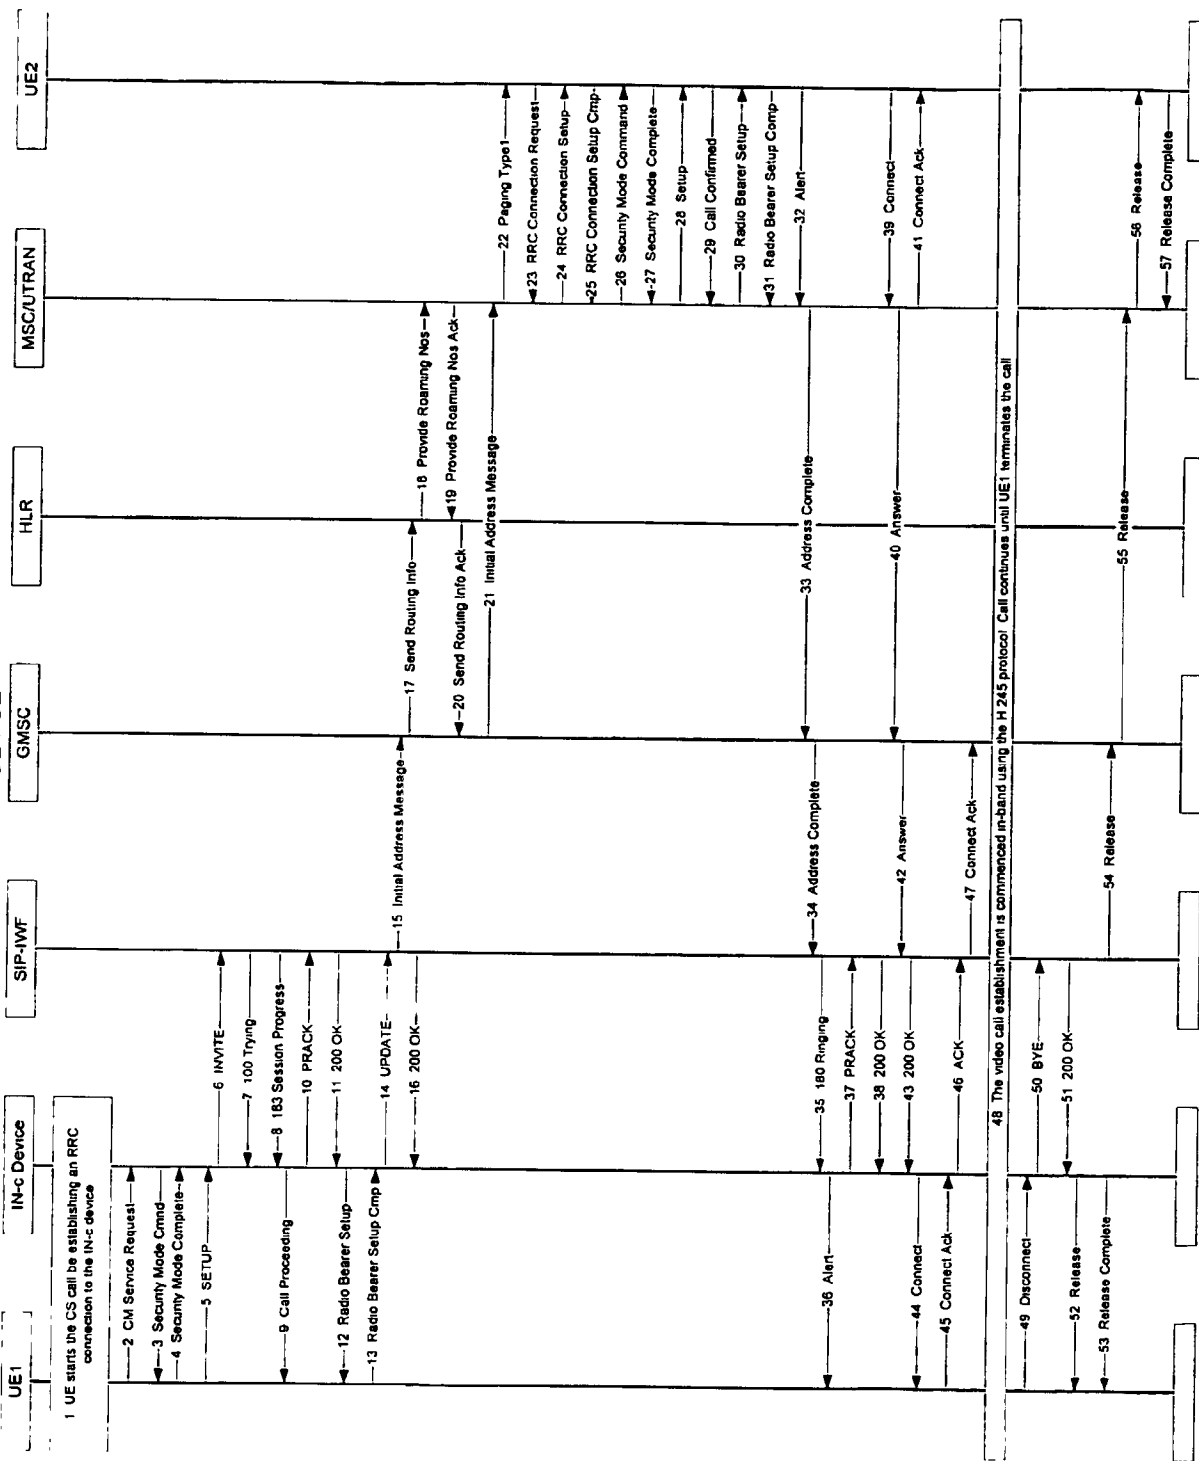 UE1
IN-c Device
SIP-IWF
GMSC
HLR
MSC/UTRAN
UE2
1 UE starts the CS call be establishing an RRC
connection to the IN-c device
2 CM Service Request
3 Security Mode Cmnd
4 Security Mode Complete
5 SETUP
6 INVITE
7 100 Trying
8 183 Session Progress
9 Call Proceeding
10 PRACK
11 200 OK
12 Radio Bearer Setup
13 Radio Bearer Setup Cmp
14 UPDATE
15 Initial Address Message
16 200 OK
17 Send Routing Info
18 Provide Roaming Nos
19 Provide Roaming Nos Ack
20 Send Routing Info Ack
21 Initial Address Message
22 Paging Type1
23 RRC Connection Request
24 RRC Connection Setup
25 RRC Connection Setup Cmp
26 Security Mode Command
27 Security Mode Complete
28 Setup
29 Call Confirmed
30 Radio Bearer Setup
31 Radio Bearer Setup Comp
32 Alert
33 Address Complete
34 Address Complete
35 180 Ringing
36 Alert
37 PRACK
38 200 OK
39 Connect
40 Answer
41 Connect Ack
42 Answer
43 200 OK
44 Connect
45 Connect Ack
46 ACK
47 Connect Ack
48 The video call establishment is commenced in-band using the H 245 protocol Call continues until UE1 terminates the call
49 Disconnect
50 BYE
51 200 OK
52 Release
53 Release Complete
54 Release
55 Release
56 Release
57 Release Complete